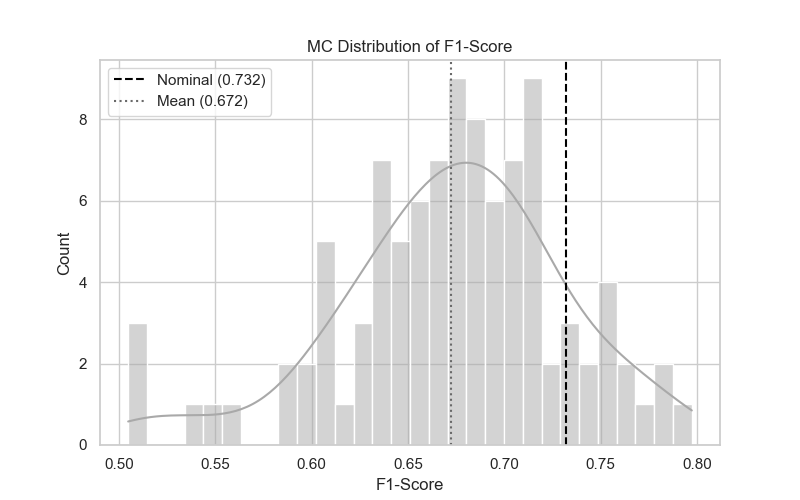 MC Distribution of F1-Score
Nominal (0.732)
Mean (0.672)
8
6
4
2
0
Count
0.50 0.55 0.60 0.65 0.70 0.75 0.80
F1-Score